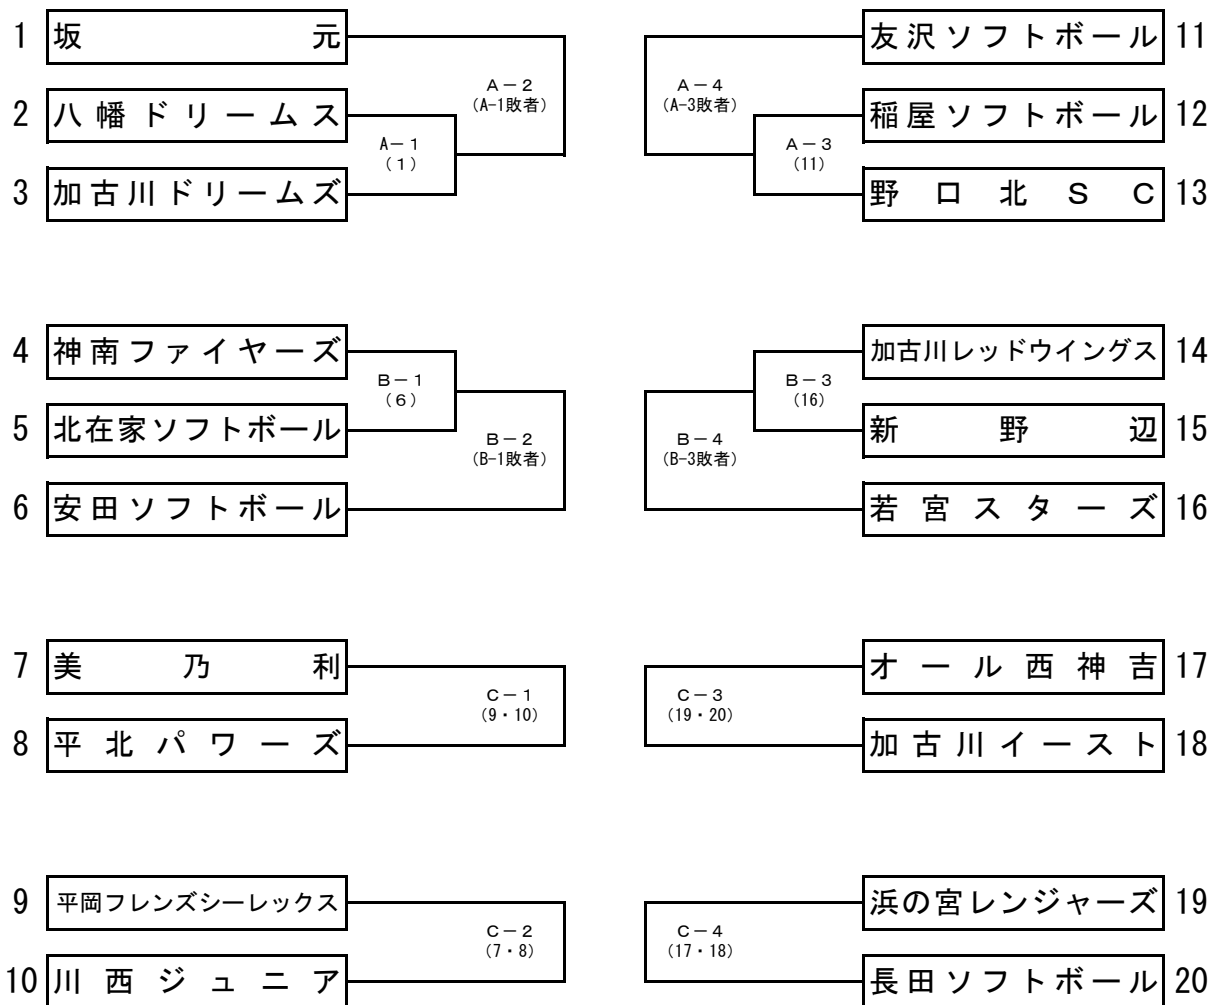 1 坂元
2 八幡ドリームス
3 加古川ドリームズ
A-1
(1)
A-2
(A-1敗者)
4 神南ファイヤーズ
5 北在家ソフトボール
6 安田ソフトボール
B-1
(6)
B-2
(B-1敗者)
7 美乃利
8 平北パワーズ
C-1
(9・10)
9 平岡フレンズシーレックス
10 川西ジュニア
C-2
(7・8)
友沢ソフトボール 11
稲屋ソフトボール 12
野口北SC 13
A-4
(A-3敗者)
A-3
(11)
加古川レッドウイングス 14
新野辺 15
若宮スターズ 16
B-3
(16)
B-4
(B-3敗者)
オール西神吉 17
加古川イースト 18
C-3
(19・20)
浜の宮レンジャーズ 19
長田ソフトボール 20
C-4
(17・18)